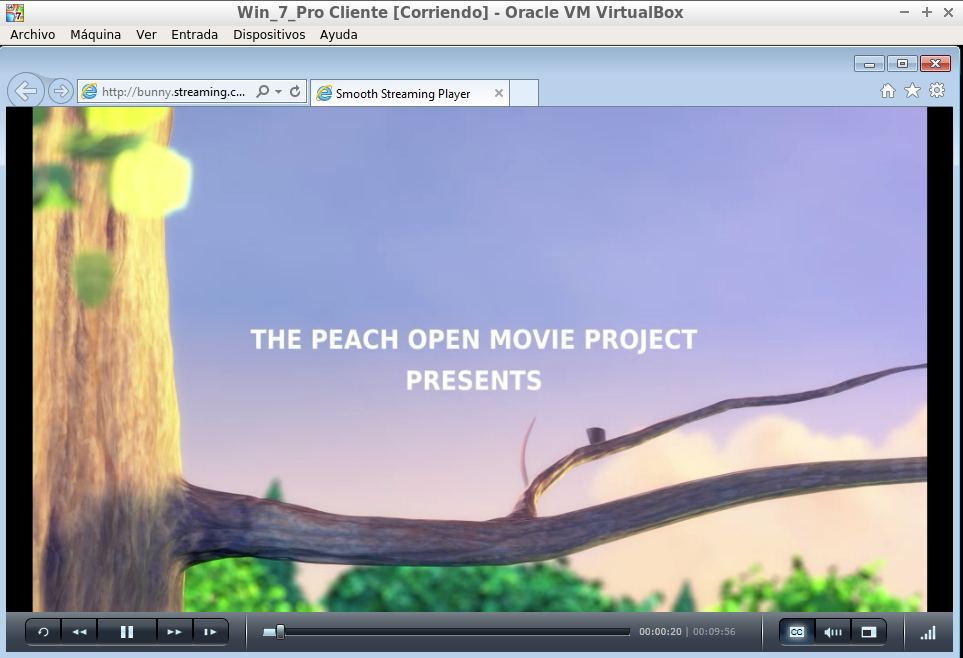 Win_7_Pro Cliente [Corriendo] - Oracle VM VirtualBox
Archivo Máquina Ver Entrada Dispositivos Ayuda
http://bunny.streaming.c...
Smooth Streaming Player
THE PEACH OPEN MOVIE PROJECT
PRESENTS
00:00:20 | 00:09:56
CC